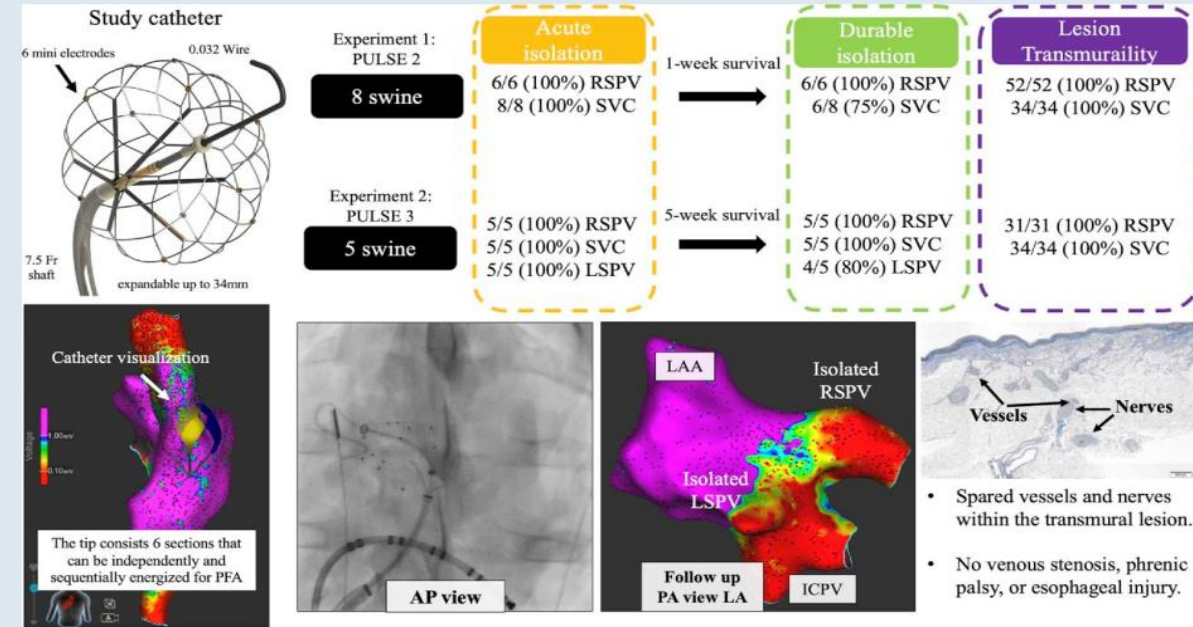 Study catheter
6 mini electrodes
0.032 Wire
7.5 Fr
shaft
expandable up to 34mm
Experiment 1:
PULSE 2
8 swine
Acute
isolation
6/6 (100%) RSPV
8/8 (100%) SVC
1-week survival
Durable
isolation
6/6 (100%) RSPV
6/8 (75%) SVC
Lesion
Transmuraility
52/52 (100%) RSPV
34/34 (100%) SVC
Experiment 2:
PULSE 3
5 swine
5/5 (100%) RSPV
5/5 (100%) SVC
5/5 (100%) LSPV
5-week survival
5/5 (100%) RSPV
5/5 (100%) SVC
4/5 (80%) LSPV
31/31 (100%) RSPV
34/34 (100%) SVC
Catheter visualization
Voltage
1.00mV
0.10mV
The tip consists 6 sections that
can be independently and
sequentially energized for PFA
A
AP view
LAA
Isolated
RSPV
Isolated
LSPV
Follow up
PA view LA
ICPV
Vessels
Nerves
• Spared vessels and nerves
within the transmural lesion.
• No venous stenosis, phrenic
palsy, or esophageal injury.